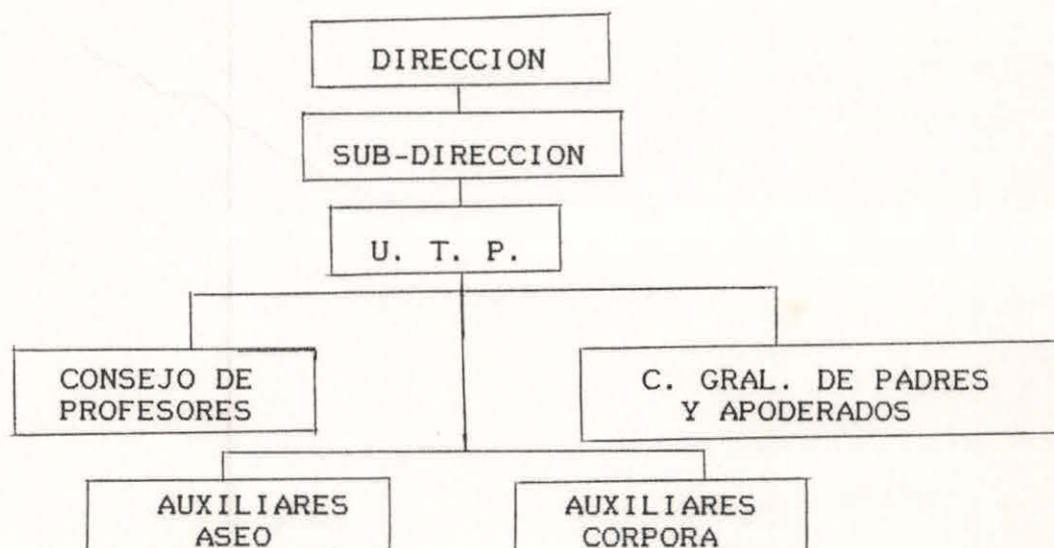 DIRECCION
SUB-DIRECCION
U. T. P.
CONSEJO DE
PROFESORES
C. GRAL. DE PADRES
Y APODERADOS
AUXILIARES
ASEO
AUXILIARES
CORPORA